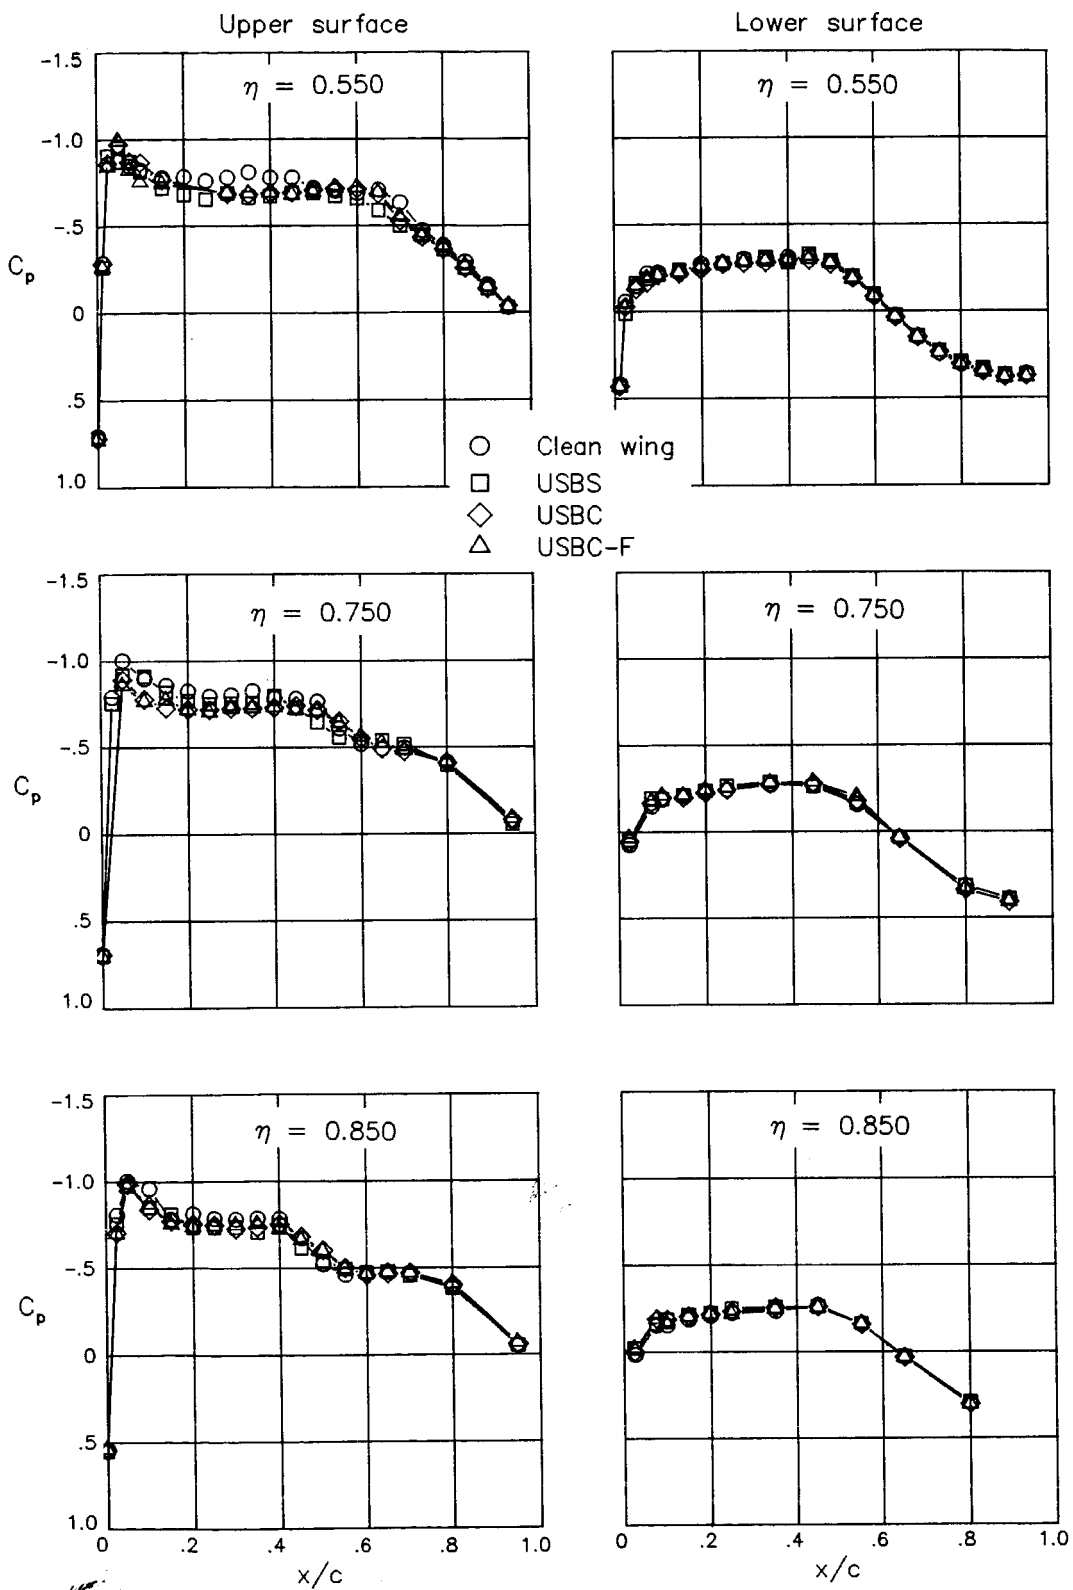 Upper surface
Lower surface
η = 0.550
η = 0.550
-1.5
-1.0
-.5
0
.5
1.0
Cp
Clean wing
USBS
USBC
USBC-F
η = 0.750
η = 0.750
-1.5
-1.0
-.5
0
.5
1.0
Cp
η = 0.850
η = 0.850
-1.5
-1.0
-.5
0
.5
1.0
Cp
0 .2 .4 .6 .8 1.0
x/c
0 .2 .4 .6 .8 1.0
x/c